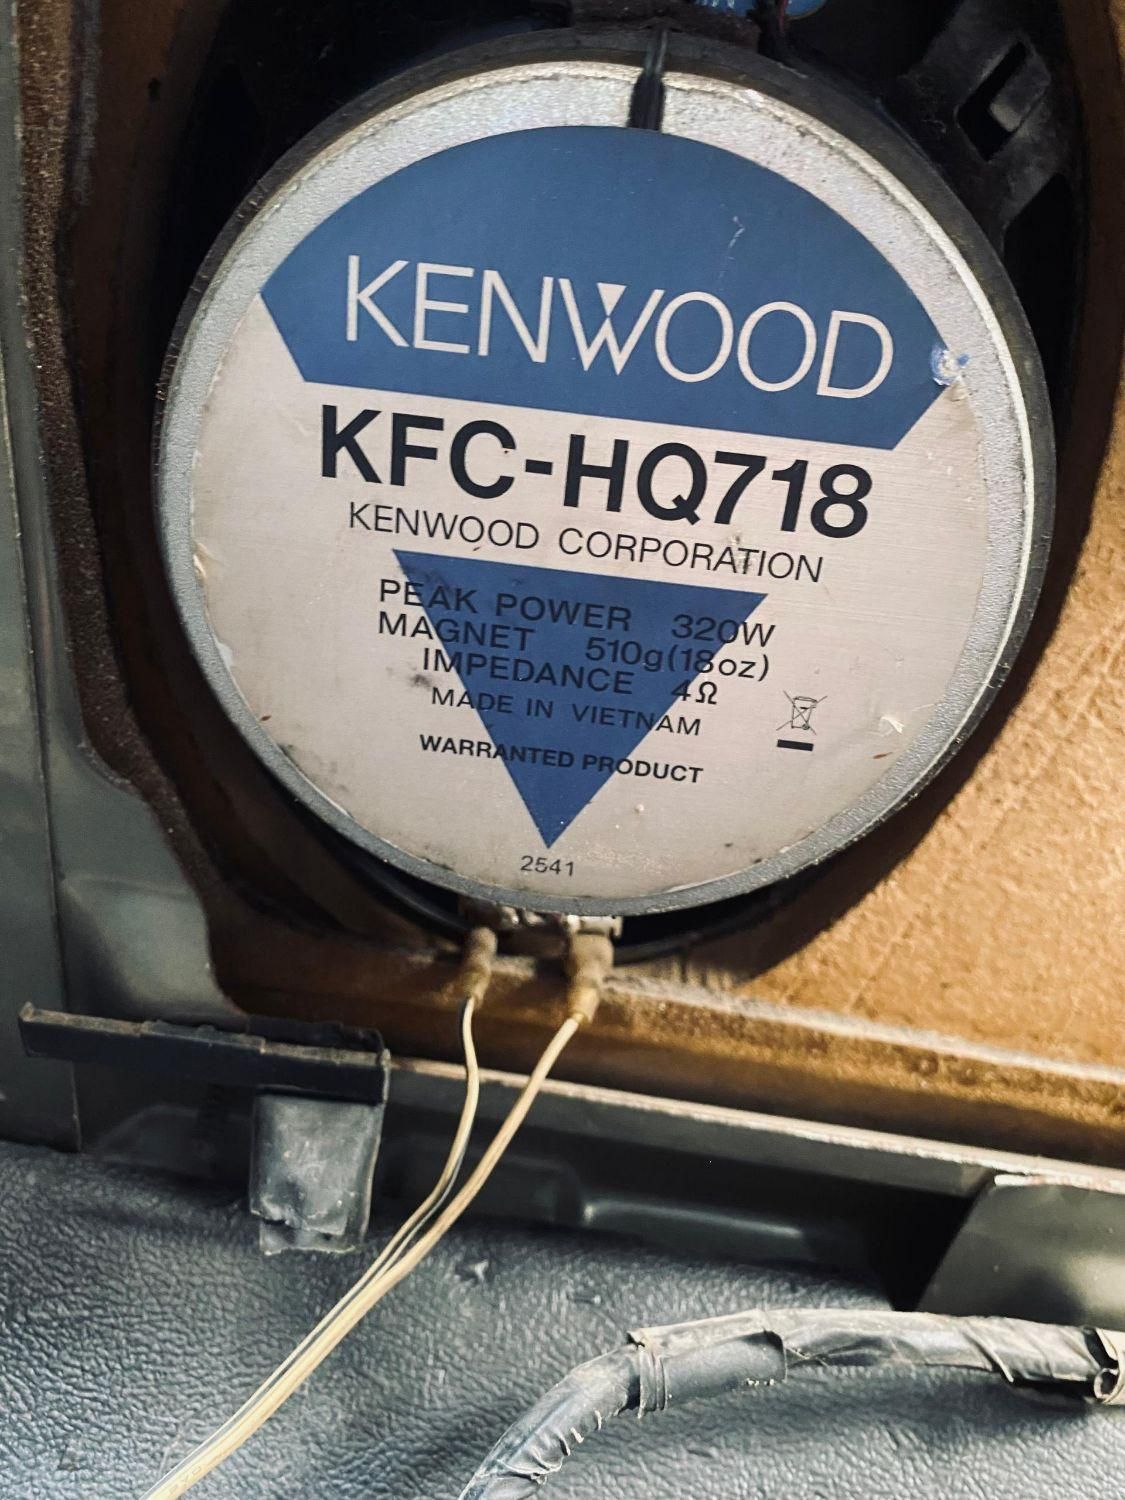 KENWOOD
KFC-HQ718
KENWOOD CORPORATION
PEAK POWER 320W
MAGNET 510g(18oz)
IMPEDANCE 4Ω
MADE IN VIETNAM
WARRANTED PRODUCT
2541